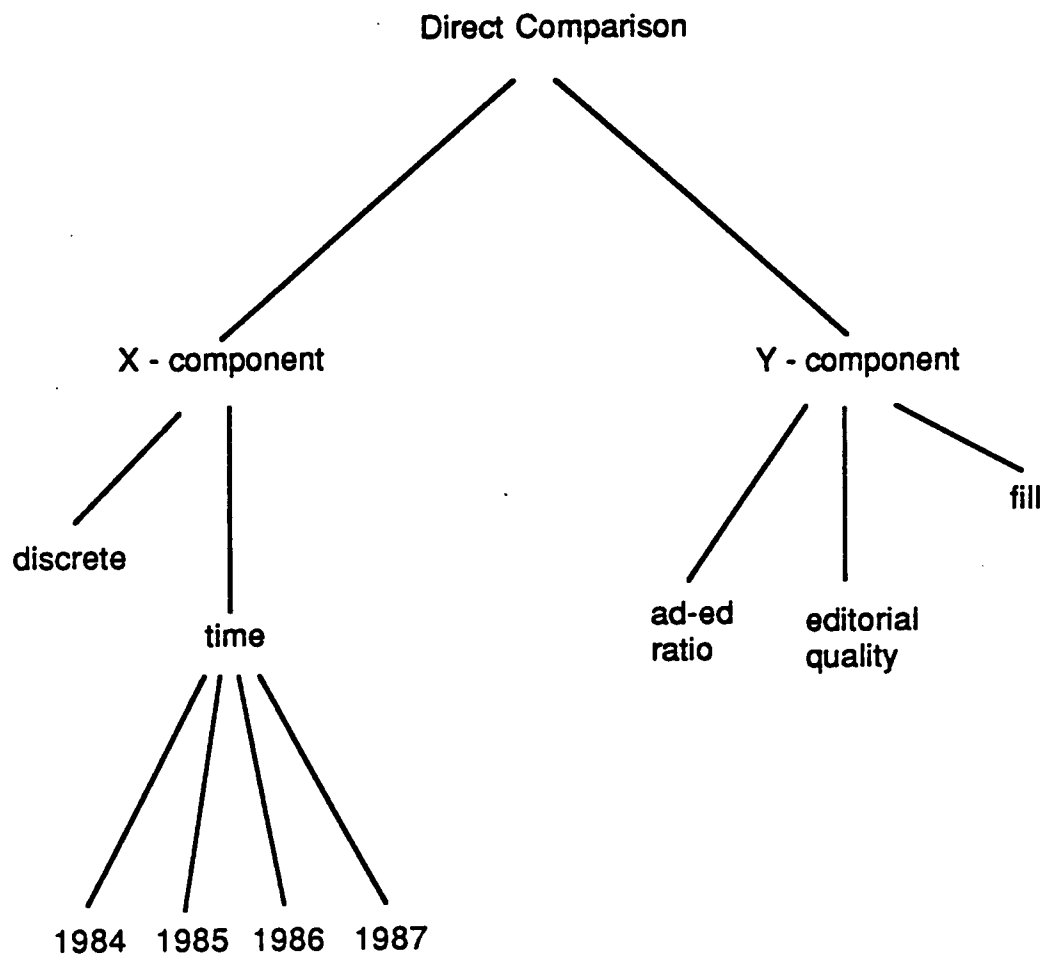 Direct Comparison
X - component
Y - component
fill
discrete
ad-ed
ratio
editorial
quality
time
1984 1985 1986 1987